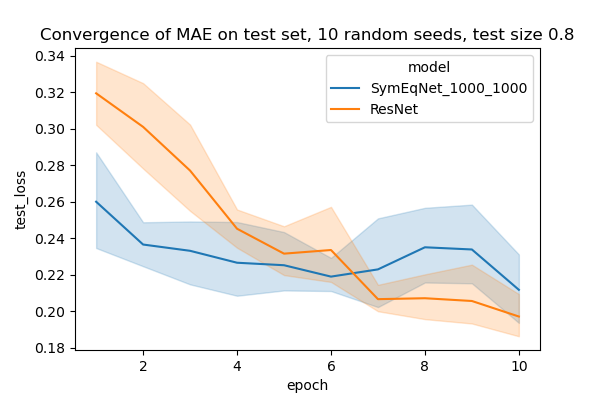 Convergence of MAE on test set, 10 random seeds, test size 0.8
model
SymEqNet_1000_1000
ResNet
test_loss
0.34
0.32
0.30
0.28
0.26
0.24
0.22
0.20
0.18
2 4 6 8 10
epoch